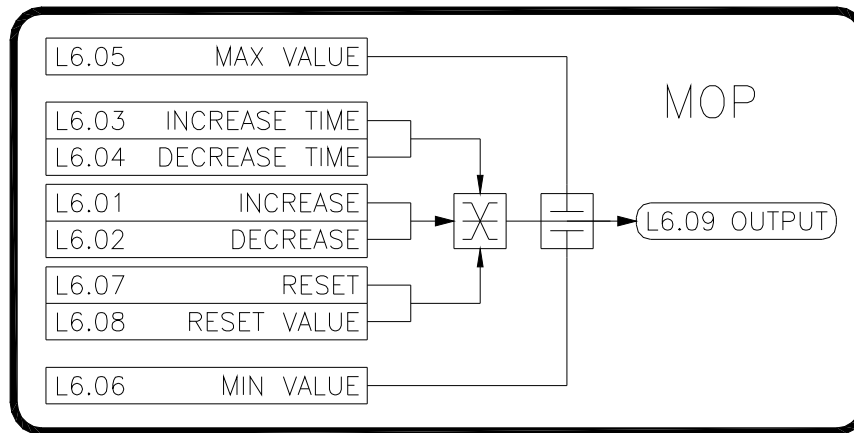 L6.05 MAX VALUE
MOP
L6.03 INCREASE TIME
L6.04 DECREASE TIME
L6.01 INCREASE
L6.02 DECREASE
L6.09 OUTPUT
L6.07 RESET
L6.08 RESET VALUE
L6.06 MIN VALUE